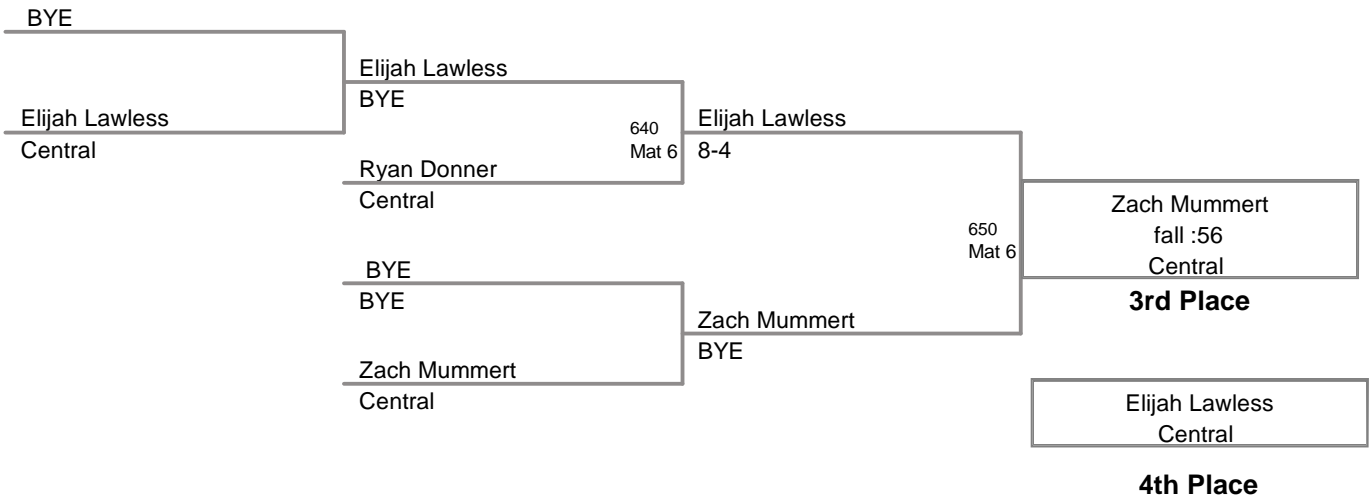 BYE
Elijah Lawless
Central
Elijah Lawless
BYE
640
Mat 6
Ryan Donner
Central
BYE
BYE
Zach Mummert
Central
Elijah Lawless
8-4
650
Mat 6
Zach Mummert
BYE
Zach Mummert
fall :56
Central
3rd Place
Elijah Lawless
Central
4th Place